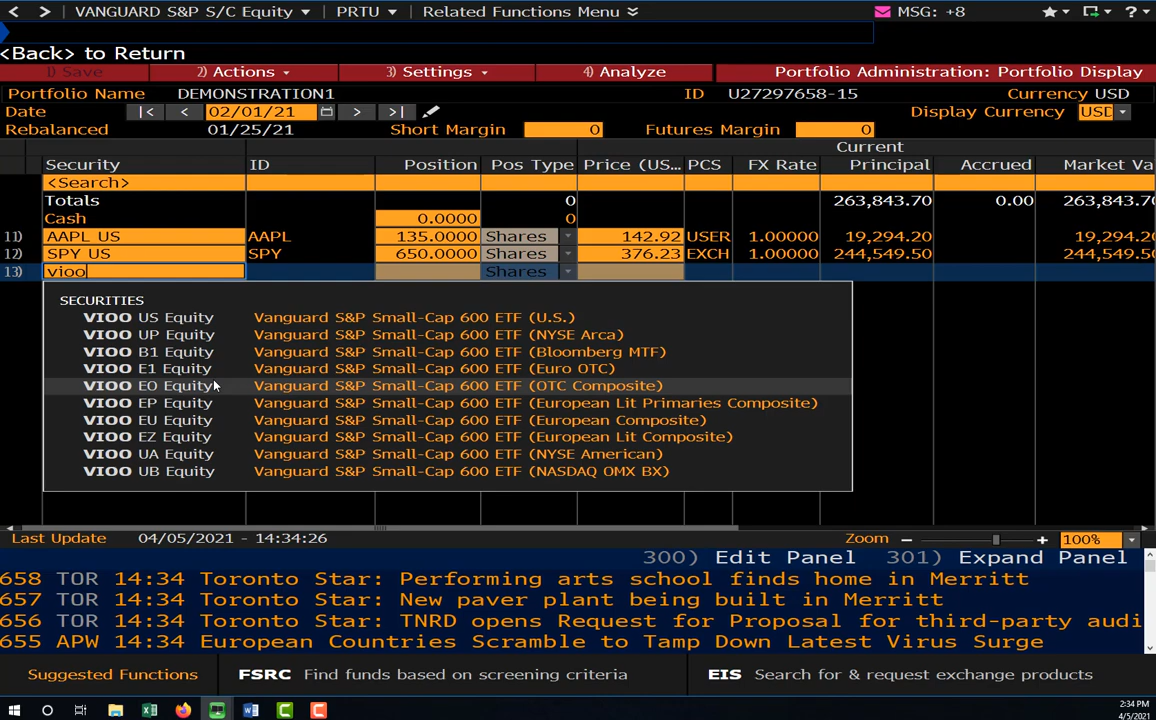 < > VANGUARD S&P S/C Equity PRTU Related Functions Menu MSG: +8 ?
<Back> to Return
1) Save 2) Actions 3) Settings 4) Analyze Portfolio Administration: Portfolio Display
Portfolio Name DEMONSTRATION1 ID U27297658-15 Currency USD
Date |< < 02/01/21 > >| Display Currency USD
Rebalanced 01/25/21 Short Margin 0 Futures Margin 0
Current
Security ID Position Pos Type Price (US... PCS FX Rate Principal Accrued Market Va
<Search>
Totals 0 263,843.70 0.00 263,843.70
Cash 0.0000 0
11) AAPL US AAPL 135.0000 Shares 142.92 USER 1.00000 19,294.20 19,294.20
12) SPY US SPY 650.0000 Shares 376.23 EXCH 1.00000 244,549.50 244,549.50
13) vioo Shares
SECURITIES
VIOO US Equity Vanguard S&P Small-Cap 600 ETF (U.S.)
VIOO UP Equity Vanguard S&P Small-Cap 600 ETF (NYSE Arca)
VIOO B1 Equity Vanguard S&P Small-Cap 600 ETF (Bloomberg MTF)
VIOO E1 Equity Vanguard S&P Small-Cap 600 ETF (Euro OTC)
VIOO EO Equity Vanguard S&P Small-Cap 600 ETF (OTC Composite)
VIOO EP Equity Vanguard S&P Small-Cap 600 ETF (European Lit Primaries Composite)
VIOO EU Equity Vanguard S&P Small-Cap 600 ETF (European Composite)
VIOO EZ Equity Vanguard S&P Small-Cap 600 ETF (European Lit Composite)
VIOO UA Equity Vanguard S&P Small-Cap 600 ETF (NYSE American)
VIOO UB Equity Vanguard S&P Small-Cap 600 ETF (NASDAQ OMX BX)
Last Update 04/05/2021 - 14:34:26 Zoom - + 100%
300) Edit Panel 301) Expand Panel
658 TOR 14:34 Toronto Star: Performing arts school finds home in Merritt
657 TOR 14:34 Toronto Star: New paver plant being built in Merritt
656 TOR 14:34 Toronto Star: TNRD opens Request for Proposal for third-party audi
655 APW 14:34 European Countries Scramble to Tamp Down Latest Virus Surge
Suggested Functions FSRC Find funds based on screening criteria EIS Search for & request exchange products
2:34 PM
4/5/2021